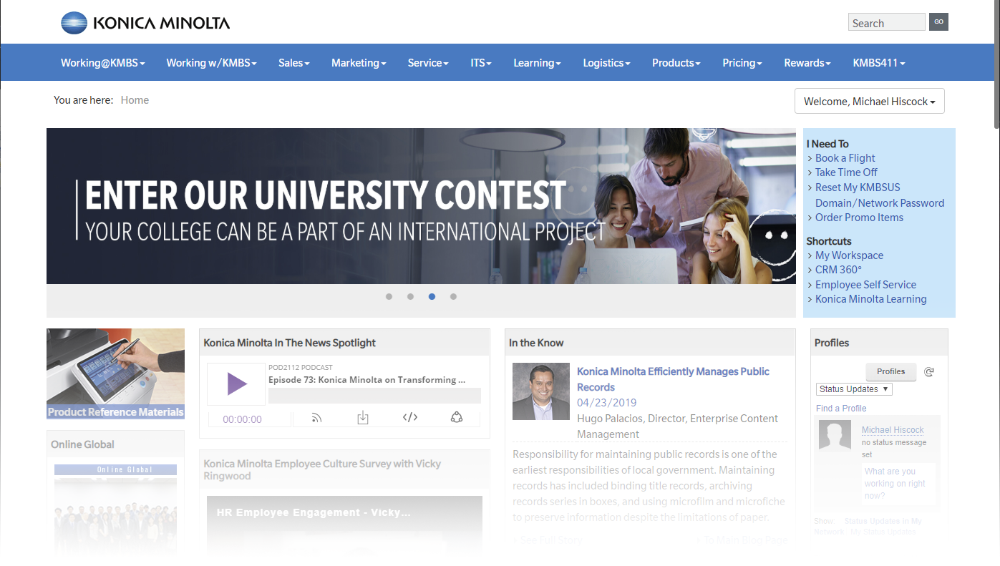 KONICA MINOLTA
Search
GO
Working@KMBS
Working w/KMBS
Sales
Marketing
Service
ITS
Learning
Logistics
Products
Pricing
Rewards
KMBS411
You are here: Home
Welcome, Michael Hiscock
ENTER OUR UNIVERSITY CONTEST
YOUR COLLEGE CAN BE A PART OF AN INTERNATIONAL PROJECT
I Need To
> Book a Flight
> Take Time Off
> Reset My KMBSUS
Domain/Network Password
> Order Promo Items
Shortcuts
> My Workspace
> CRM 360°
> Employee Self Service
> Konica Minolta Learning
Product Reference Materials
Online Global
Online Global
Konica Minolta In The News Spotlight
POD2112 PODCAST
Episode 73: Konica Minolta on Transforming ...
00:00:00
Konica Minolta Employee Culture Survey with Vicky
Ringwood
HR Employee Engagement - Vicky...
In the Know
Konica Minolta Efficiently Manages Public
Records
04/23/2019
Hugo Palacios, Director, Enterprise Content
Management
Responsibility for maintaining public records is one of the
earliest responsibilities of local government. Maintaining
records has included binding title records, archiving
records series in boxes, and using microfilm and microfiche
to preserve information despite the limitations of paper.
› See Full Story
› To Main Blog Page
Profiles
Profiles
Status Updates
Find a Profile
Michael Hiscock
no status message
set
What are you
working on right
now?
Show: Status Updates in My
Network My Status Updates